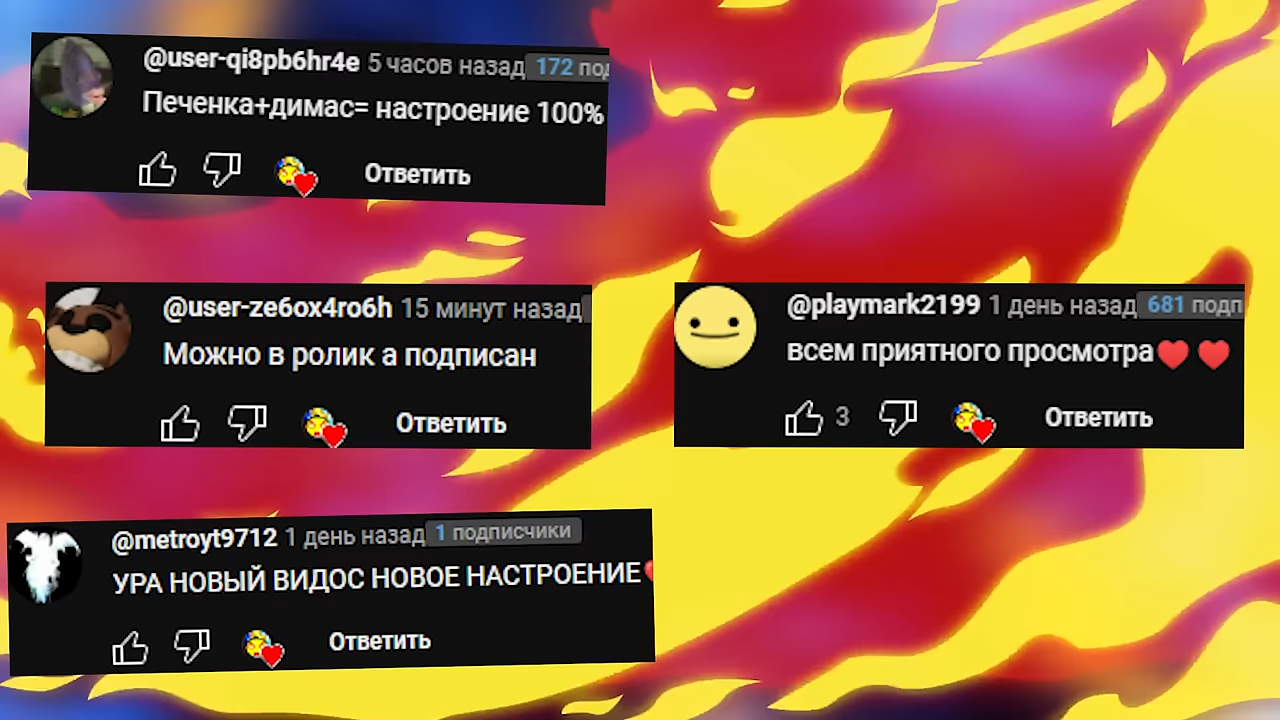 @user-qi8pb6hr4e 5 часов назад 172
Печенка+димас= настроение 100%
Ответить
@user-ze6ox4ro6h 15 минут назад
Можно в ролик а подписан
Ответить
@playmark2199 1 день назад 681
всем приятного просмотра❤️❤️
3
Ответить
@metroyt9712 1 день назад 1 подписчики
УРА НОВЫЙ ВИДОС НОВОЕ НАСТРОЕНИЕ
Ответить